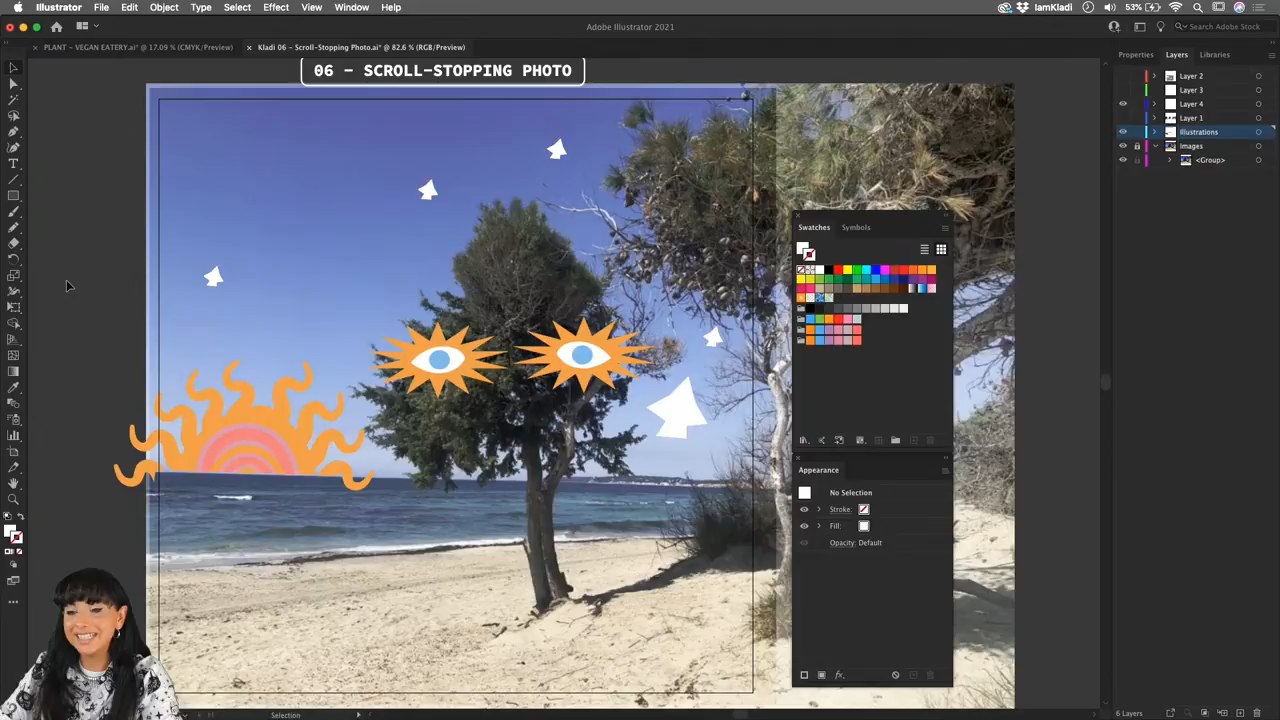 Illustrator File Edit Object Type Select Effect View Window Help
53%
IamKladi
Adobe Illustrator 2021
Search Adobe Stock
× PLANT – VEGAN EATERY.ai* @ 17.09 % (CMYK/Preview)
× Kladi 06 – Scroll-Stopping Photo.ai* @ 82.6 % (RGB/Preview)
06 – SCROLL-STOPPING PHOTO
Properties Layers Libraries
Layer 2
Layer 3
Layer 4
Layer 1
Illustrations
Images
<Group>
Swatches Symbols
Appearance
No Selection
Stroke:
Fill:
Opacity: Default
fx
Selection
6 Layers